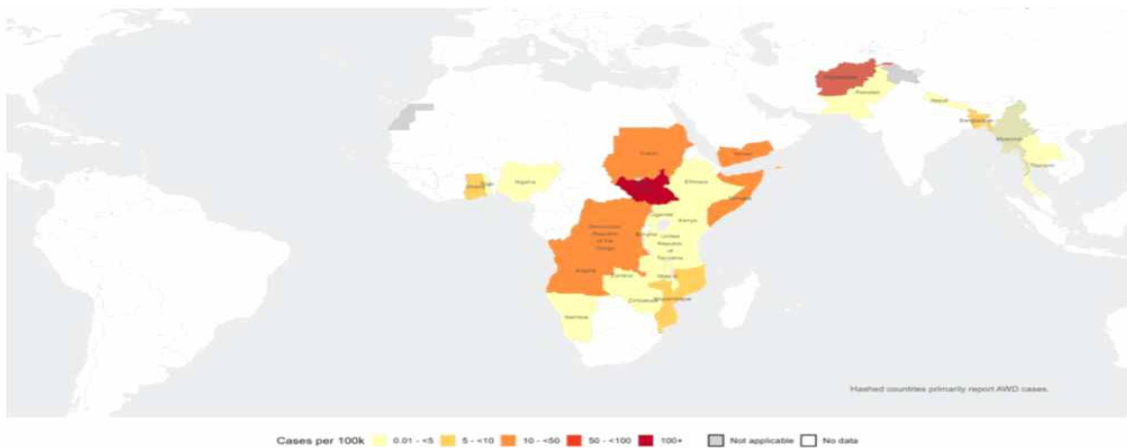 Afghanistan
Pakistan
Nepal
Bangladesh
Myanmar
Thailand
Sudan
Yemen
Ghana
Togo
Nigeria
Ethiopia
Somalia
Uganda
Kenya
Democratic
Republic
of the
Congo
Burundi
United
Republic
of
Tanzania
Angola
Zambia
Malawi
Mozambique
Zimbabwe
Namibia
Hashed countries primarily report AWD cases.
Cases per 100k 0.01 - <5 5 - <10 10 - <50 50 - <100 100+ Not applicable No data